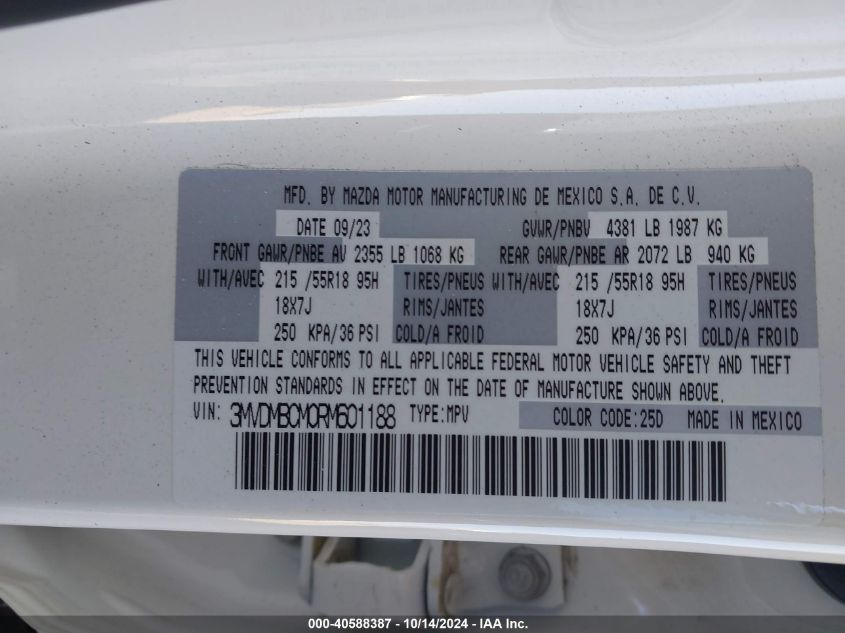 MFD. BY MAZDA MOTOR MANUFACTURING DE MEXICO S.A. DE C.V.
DATE 09/23 GVWR/PNBV 4381 LB 1987 KG
FRONT GAWR/PNBE AV 2355 LB 1068 KG REAR GAWR/PNBE AR 2072 LB 940 KG
WITH/AVEC 215 /55R18 95H TIRES/PNEUS WITH/AVEC 215 /55R18 95H TIRES/PNEUS
18X7J RIMS/JANTES 18X7J RIMS/JANTES
250 KPA/36 PSI COLD/A FROID 250 KPA/36 PSI COLD/A FROID
THIS VEHICLE CONFORMS TO ALL APPLICABLE FEDERAL MOTOR VEHICLE SAFETY AND THEFT
PREVENTION STANDARDS IN EFFECT ON THE DATE OF MANUFACTURE SHOWN ABOVE.
VIN: 3MVDMBCM0RM601188 TYPE:MPV COLOR CODE:25D MADE IN MEXICO
000-40588387 - 10/14/2024 - IAA Inc.